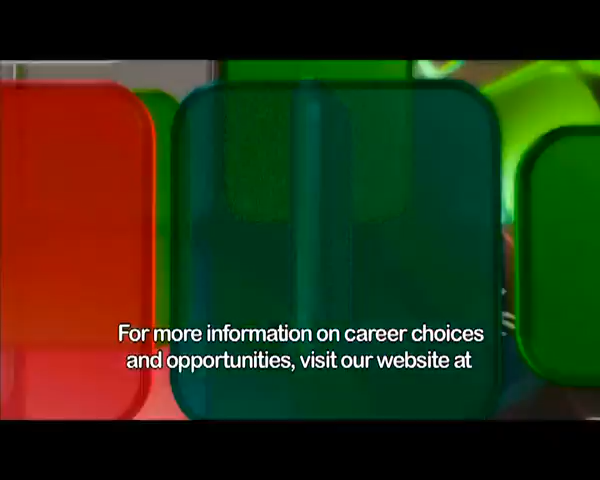 For more information on career choices
and opportunities, visit our website at